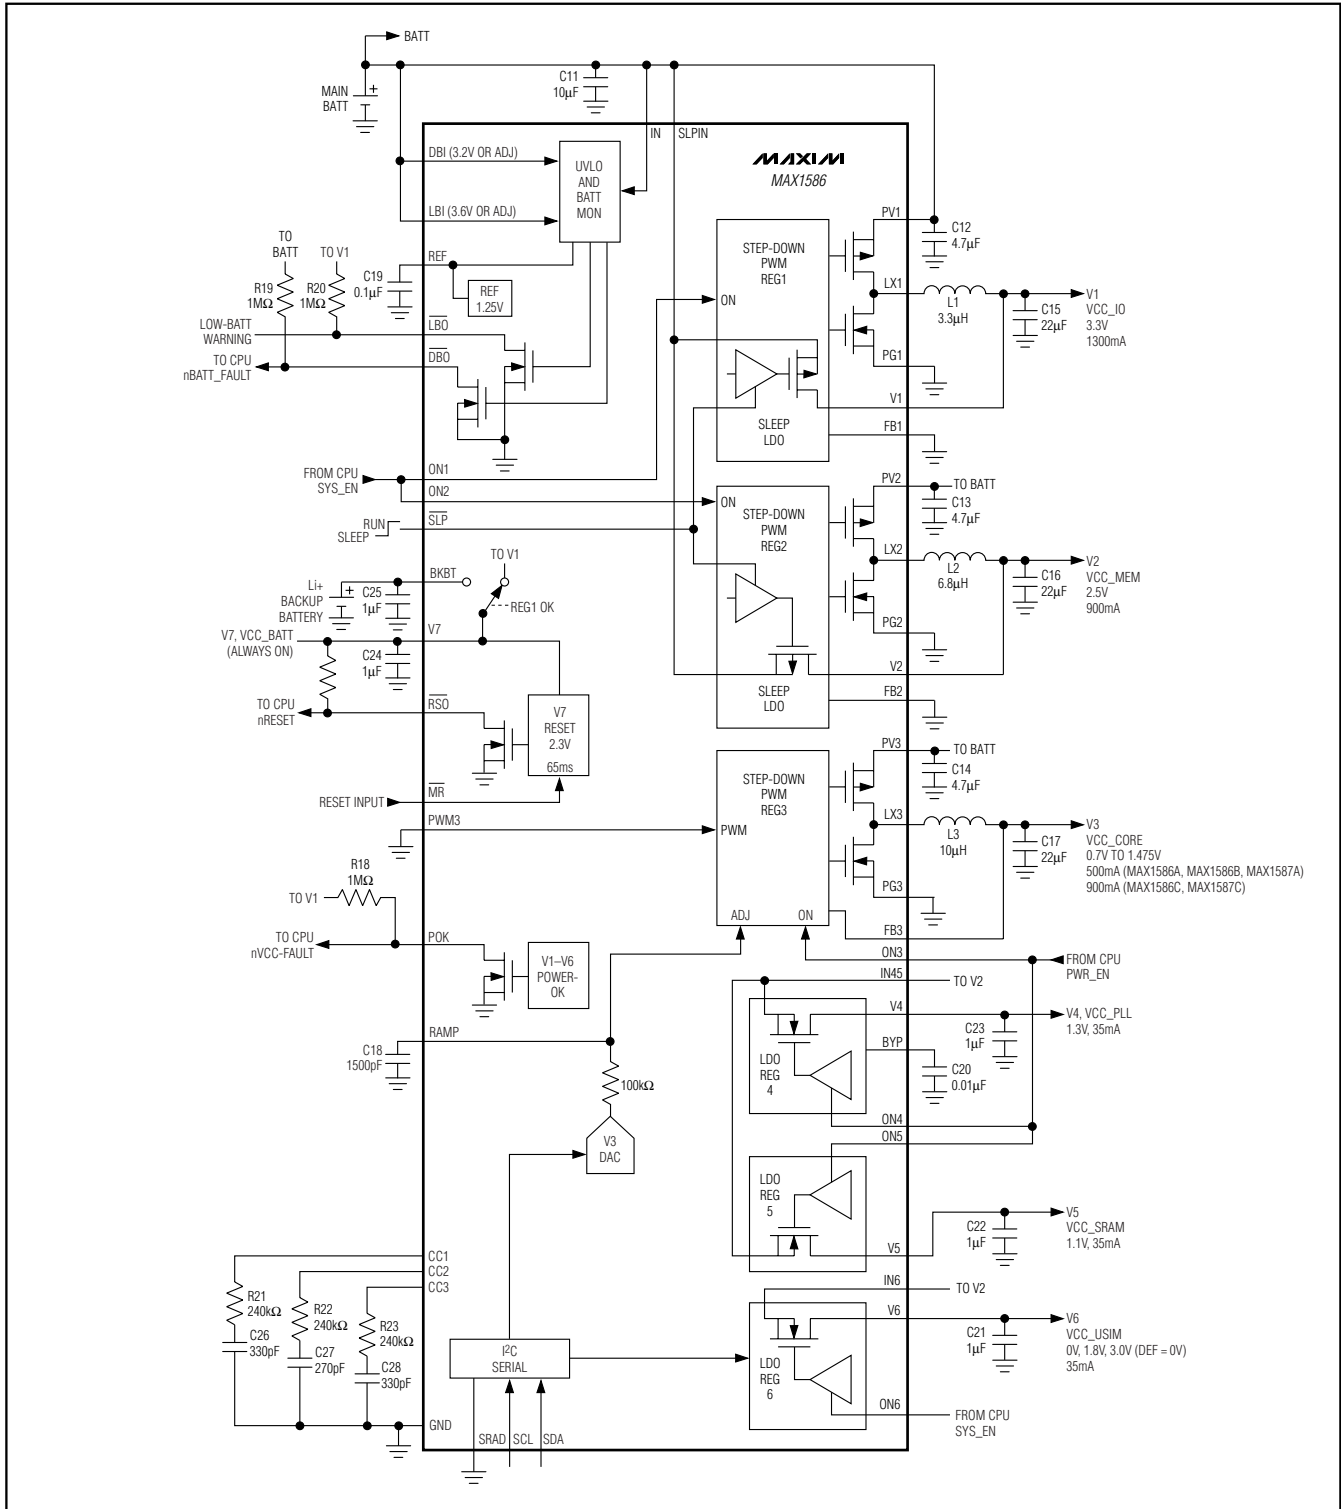 BATT
MAIN
BATT
C11
10µF
IN
SLPIN
DBI (3.2V OR ADJ)
LBI (3.6V OR ADJ)
UVLO
AND
BATT
MON
MAXIM
MAX1586
TO
BATT
TO V1
R19
1MΩ
R20
1MΩ
C19
0.1µF
REF
REF
1.25V
LOW-BATT
WARNING
LBO
TO CPU
nBATT_FAULT
DBO
STEP-DOWN
PWM
REG1
ON
SLEEP
LDO
PV1
C12
4.7µF
LX1
L1
3.3µH
C15
22µF
V1
VCC_IO
3.3V
1300mA
PG1
V1
FB1
FROM CPU
SYS_EN
ON1
ON2
RUN
SLEEP
SLP
ON
STEP-DOWN
PWM
REG2
SLEEP
LDO
PV2
TO BATT
C13
4.7µF
LX2
L2
6.8µH
C16
22µF
V2
VCC_MEM
2.5V
900mA
PG2
V2
FB2
Li+
BACKUP
BATTERY
C25
1µF
BKBT
TO V1
REG1 OK
V7, VCC_BATT
(ALWAYS ON)
V7
C24
1µF
TO CPU
nRESET
RSO
V7
RESET
2.3V
65ms
RESET INPUT
MR
PWM3
STEP-DOWN
PWM
REG3
PWM
ADJ
ON
PV3
TO BATT
C14
4.7µF
LX3
L3
10µH
C17
22µF
V3
VCC_CORE
0.7V TO 1.475V
500mA (MAX1586A, MAX1586B, MAX1587A)
900mA (MAX1586C, MAX1587C)
PG3
FB3
ON3
FROM CPU
PWR_EN
R18
1MΩ
TO V1
TO CPU
nVCC-FAULT
POK
V1–V6
POWER-
OK
RAMP
C18
1500pF
100kΩ
V3
DAC
IN45
TO V2
V4
V4, VCC_PLL
1.3V, 35mA
C23
1µF
LDO
REG
4
BYP
C20
0.01µF
ON4
ON5
LDO
REG
5
V5
C22
1µF
V5
VCC_SRAM
1.1V, 35mA
CC1
CC2
CC3
R21
240kΩ
C26
330pF
R22
240kΩ
C27
270pF
R23
240kΩ
C28
330pF
GND
I2C
SERIAL
SRAD
SCL
SDA
IN6
TO V2
V6
LDO
REG
6
C21
1µF
V6
VCC_USIM
0V, 1.8V, 3.0V (DEF = 0V)
35mA
ON6
FROM CPU
SYS_EN